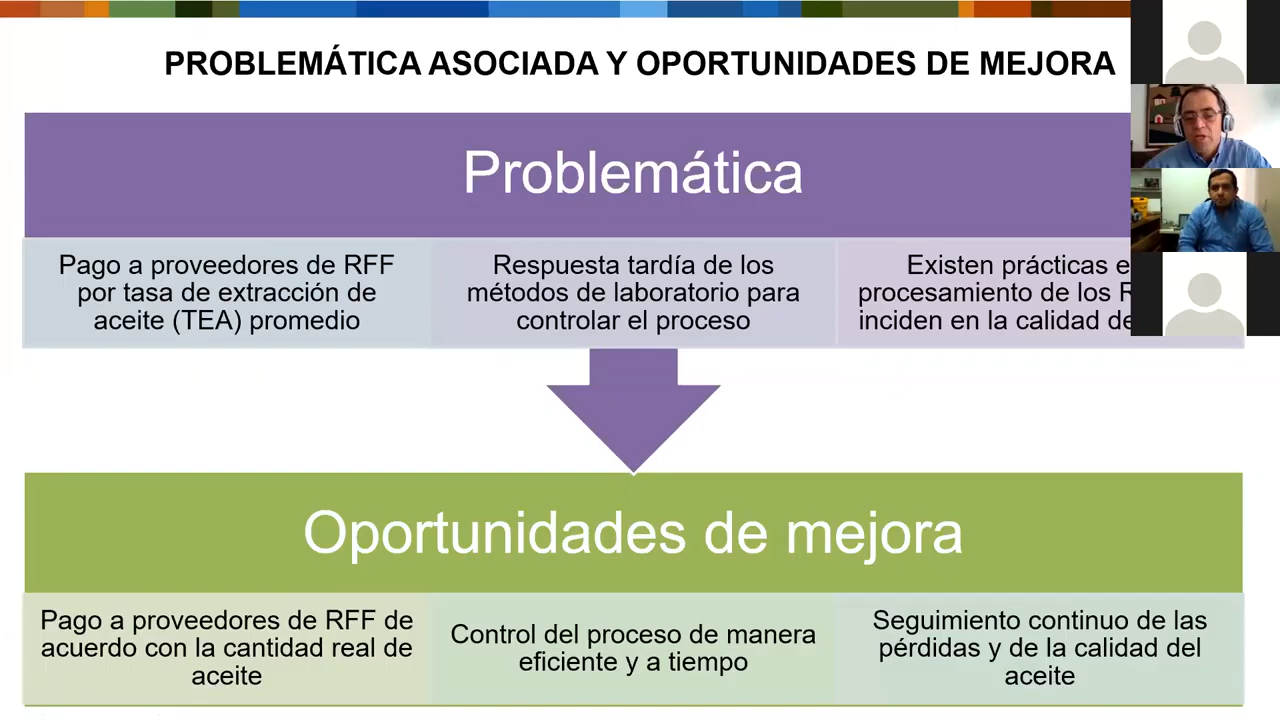 PROBLEMÁTICA ASOCIADA Y OPORTUNIDADES DE MEJORA
Problemática
Pago a proveedores de RFF
por tasa de extracción de
aceite (TEA) promedio
Respuesta tardía de los
métodos de laboratorio para
controlar el proceso
Existen prácticas e
procesamiento de los R
inciden en la calidad de
Oportunidades de mejora
Pago a proveedores de RFF de
acuerdo con la cantidad real de
aceite
Control del proceso de manera
eficiente y a tiempo
Seguimiento continuo de las
pérdidas y de la calidad del
aceite